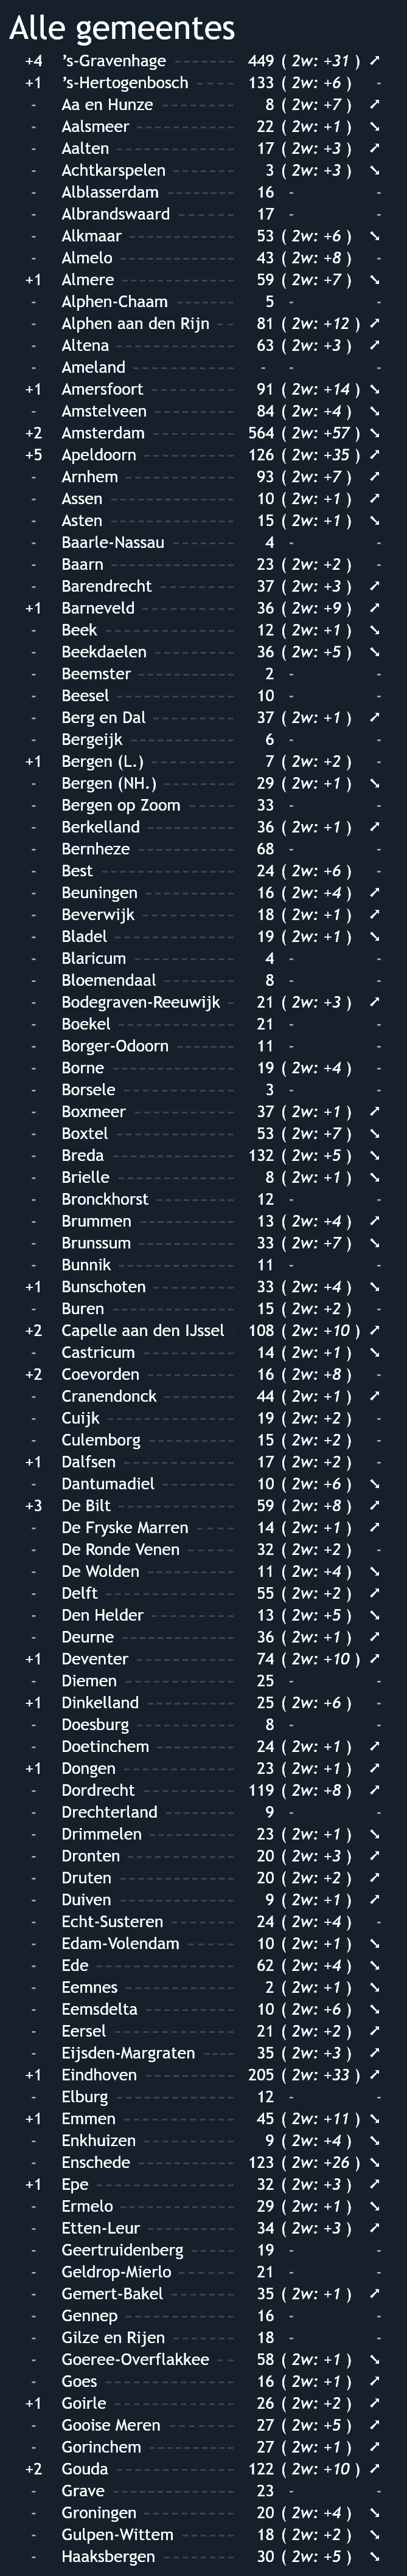 Alle gemeentes
+4 ’s-Gravenhage 449 ( 2w: +31 ) ➚
+1 ’s-Hertogenbosch 133 ( 2w: +6 ) -
- Aa en Hunze 8 ( 2w: +7 ) ➚
- Aalsmeer 22 ( 2w: +1 ) ➘
- Aalten 17 ( 2w: +3 ) ➚
- Achtkarspelen 3 ( 2w: +3 ) ➘
- Alblasserdam 16 - -
- Albrandswaard 17 - -
- Alkmaar 53 ( 2w: +6 ) ➘
- Almelo 43 ( 2w: +8 ) -
+1 Almere 59 ( 2w: +7 ) ➘
- Alphen-Chaam 5 - -
- Alphen aan den Rijn 81 ( 2w: +12 ) ➚
- Altena 63 ( 2w: +3 ) ➚
- Ameland - - -
+1 Amersfoort 91 ( 2w: +14 ) ➘
- Amstelveen 84 ( 2w: +4 ) ➘
+2 Amsterdam 564 ( 2w: +57 ) ➘
+5 Apeldoorn 126 ( 2w: +35 ) ➚
- Arnhem 93 ( 2w: +7 ) ➚
- Assen 10 ( 2w: +1 ) ➚
- Asten 15 ( 2w: +1 ) ➘
- Baarle-Nassau 4 - -
- Baarn 23 ( 2w: +2 ) -
- Barendrecht 37 ( 2w: +3 ) ➚
+1 Barneveld 36 ( 2w: +9 ) ➚
- Beek 12 ( 2w: +1 ) ➘
- Beekdaelen 36 ( 2w: +5 ) ➘
- Beemster 2 - -
- Beesel 10 - -
- Berg en Dal 37 ( 2w: +1 ) ➚
- Bergeijk 6 - -
+1 Bergen (L.) 7 ( 2w: +2 ) -
- Bergen (NH.) 29 ( 2w: +1 ) ➘
- Bergen op Zoom 33 - -
- Berkelland 36 ( 2w: +1 ) ➚
- Bernheze 68 - -
- Best 24 ( 2w: +6 ) -
- Beuningen 16 ( 2w: +4 ) ➚
- Beverwijk 18 ( 2w: +1 ) ➚
- Bladel 19 ( 2w: +1 ) ➘
- Blaricum 4 - -
- Bloemendaal 8 - -
- Bodegraven-Reeuwijk 21 ( 2w: +3 ) ➚
- Boekel 21 - -
- Borger-Odoorn 11 - -
- Borne 19 ( 2w: +4 ) -
- Borsele 3 - -
- Boxmeer 37 ( 2w: +1 ) ➚
- Boxtel 53 ( 2w: +7 ) ➘
- Breda 132 ( 2w: +5 ) ➘
- Brielle 8 ( 2w: +1 ) ➘
- Bronckhorst 12 - -
- Brummen 13 ( 2w: +4 ) ➚
- Brunssum 33 ( 2w: +7 ) ➘
- Bunnik 11 - -
+1 Bunschoten 33 ( 2w: +4 ) ➘
- Buren 15 ( 2w: +2 ) -
+2 Capelle aan den IJssel 108 ( 2w: +10 ) ➚
- Castricum 14 ( 2w: +1 ) ➘
+2 Coevorden 16 ( 2w: +8 ) -
- Cranendonck 44 ( 2w: +1 ) ➚
- Cuijk 19 ( 2w: +2 ) -
- Culemborg 15 ( 2w: +2 ) -
+1 Dalfsen 17 ( 2w: +2 ) -
- Dantumadiel 10 ( 2w: +6 ) ➘
+3 De Bilt 59 ( 2w: +8 ) ➚
- De Fryske Marren 14 ( 2w: +1 ) ➚
- De Ronde Venen 32 ( 2w: +2 ) -
- De Wolden 11 ( 2w: +4 ) ➘
- Delft 55 ( 2w: +2 ) ➚
- Den Helder 13 ( 2w: +5 ) ➘
- Deurne 36 ( 2w: +1 ) ➚
+1 Deventer 74 ( 2w: +10 ) ➚
- Diemen 25 - -
+1 Dinkelland 25 ( 2w: +6 ) -
- Doesburg 8 - -
- Doetinchem 24 ( 2w: +1 ) ➚
+1 Dongen 23 ( 2w: +1 ) ➚
- Dordrecht 119 ( 2w: +8 ) ➚
- Drechterland 9 - -
- Drimmelen 23 ( 2w: +1 ) ➘
- Dronten 20 ( 2w: +3 ) ➚
- Druten 20 ( 2w: +2 ) ➚
- Duiven 9 ( 2w: +1 ) ➚
- Echt-Susteren 24 ( 2w: +4 ) -
- Edam-Volendam 10 ( 2w: +1 ) ➘
- Ede 62 ( 2w: +4 ) ➘
- Eemnes 2 ( 2w: +1 ) ➘
- Eemsdelta 10 ( 2w: +6 ) ➘
- Eersel 21 ( 2w: +2 ) ➚
- Eijsden-Margraten 35 ( 2w: +3 ) ➚
+1 Eindhoven 205 ( 2w: +33 ) ➚
- Elburg 12 - -
+1 Emmen 45 ( 2w: +11 ) ➘
- Enkhuizen 9 ( 2w: +4 ) ➘
- Enschede 123 ( 2w: +26 ) ➘
+1 Epe 32 ( 2w: +3 ) ➚
- Ermelo 29 ( 2w: +1 ) ➘
- Etten-Leur 34 ( 2w: +3 ) ➚
- Geertruidenberg 19 - -
- Geldrop-Mierlo 21 - -
- Gemert-Bakel 35 ( 2w: +1 ) ➚
- Gennep 16 - -
- Gilze en Rijen 18 - -
- Goeree-Overflakkee 58 ( 2w: +1 ) ➘
- Goes 16 ( 2w: +1 ) ➚
+1 Goirle 26 ( 2w: +2 ) ➚
- Gooise Meren 27 ( 2w: +5 ) ➚
- Gorinchem 27 ( 2w: +1 ) ➚
+2 Gouda 122 ( 2w: +10 ) ➚
- Grave 23 - -
- Groningen 20 ( 2w: +4 ) ➘
- Gulpen-Wittem 18 ( 2w: +2 ) ➘
- Haaksbergen 30 ( 2w: +5 ) ➘